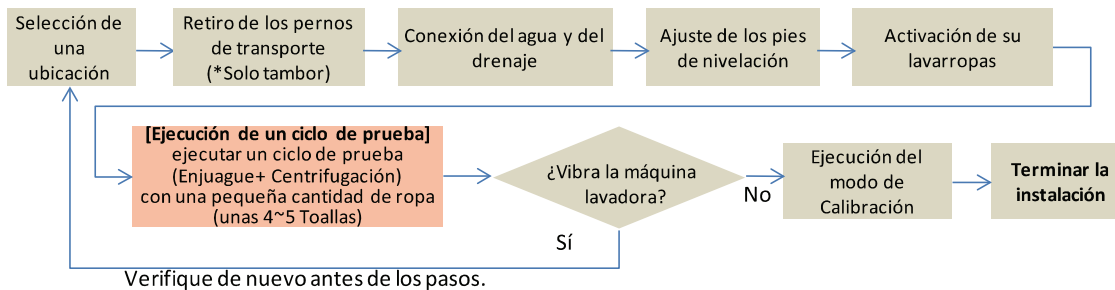 Selección de
una
ubicación
Retiro de los pernos
de transporte
(*Solo tambor)
Conexión del agua y del
drenaje
Ajuste de los pies
de nivelación
Activación de su
lavarropas
[Ejecución de un ciclo de prueba]
ejecutar un ciclo de prueba
(Enjuague+ Centrifugación)
con una pequeña cantidad de ropa
(unas 4~5 Toallas)
¿Vibra la máquina
lavadora?
No
Ejecución del
modo de
Calibración
Terminar la
instalación
Sí
Verifique de nuevo antes de los pasos.